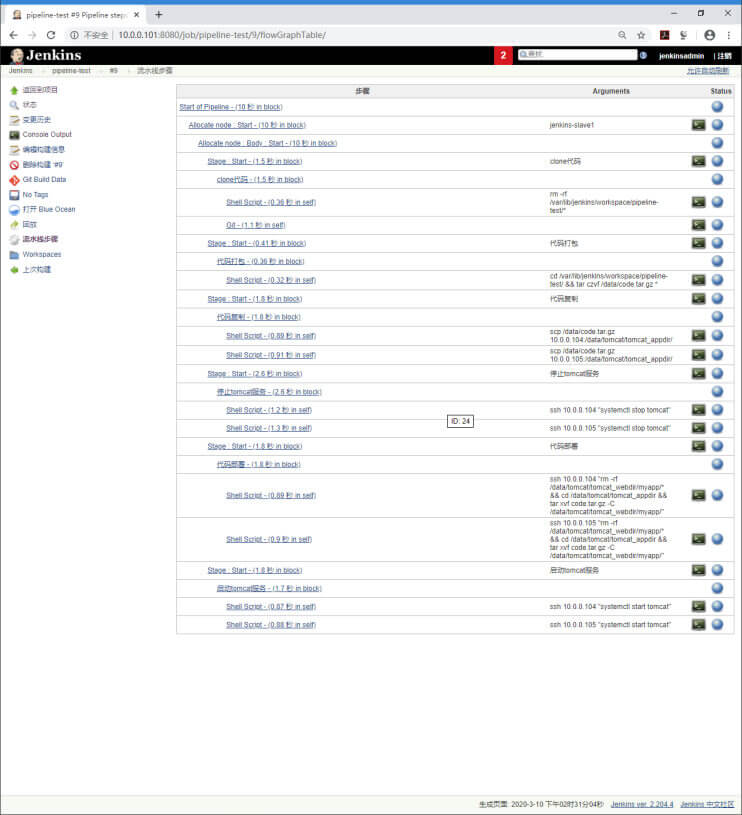 pipeline-test #9 Pipeline step
不安全 | 10.0.0.101:8080/job/pipeline-test/9/flowGraphTable/
Jenkins
2
查找
jenkinsadmin
| 注销
Jenkins
pipeline-test
#9
流水线步骤
允许自动刷新
返回到项目
状态
变更历史
Console Output
编辑构建信息
删除构建 '#9'
Git Build Data
No Tags
打开 Blue Ocean
回放
流水线步骤
Workspaces
上次构建
步骤 Arguments Status
Start of Pipeline - (10 秒 in block)
Allocate node : Start - (10 秒 in block) jenkins-slave1
Allocate node : Body : Start - (10 秒 in block)
Stage : Start - (1.5 秒 in block) clone代码
clone代码 - (1.5 秒 in block)
Shell Script - (0.36 秒 in self) rm -rf
/var/lib/jenkins/workspace/pipeline-
test/*
Git - (1.1 秒 in self)
Stage : Start - (0.41 秒 in block) 代码打包
代码打包 - (0.36 秒 in block)
Shell Script - (0.32 秒 in self) cd /var/lib/jenkins/workspace/pipeline-
test/ && tar czvf /data/code.tar.gz *
Stage : Start - (1.8 秒 in block) 代码复制
代码复制 - (1.8 秒 in block)
Shell Script - (0.89 秒 in self) scp /data/code.tar.gz
10.0.0.104:/data/tomcat/tomcat_appdir/
Shell Script - (0.91 秒 in self) scp /data/code.tar.gz
10.0.0.105:/data/tomcat/tomcat_appdir/
Stage : Start - (2.6 秒 in block) 停止tomcat服务
停止tomcat服务 - (2.6 秒 in block)
Shell Script - (1.2 秒 in self) ssh 10.0.0.104 "systemctl stop tomcat"
ID: 24
Shell Script - (1.3 秒 in self) ssh 10.0.0.105 "systemctl stop tomcat"
Stage : Start - (1.8 秒 in block) 代码部署
代码部署 - (1.8 秒 in block)
Shell Script - (0.89 秒 in self) ssh 10.0.0.104 "rm -rf
/data/tomcat/tomcat_webdir/myapp/*
&& cd /data/tomcat/tomcat_appdir &&
tar xvf code.tar.gz -C
/data/tomcat/tomcat_webdir/myapp/"
Shell Script - (0.9 秒 in self) ssh 10.0.0.105 "rm -rf
/data/tomcat/tomcat_webdir/myapp/*
&& cd /data/tomcat/tomcat_appdir &&
tar xvf code.tar.gz -C
/data/tomcat/tomcat_webdir/myapp/"
Stage : Start - (1.8 秒 in block) 启动tomcat服务
启动tomcat服务 - (1.7 秒 in block)
Shell Script - (0.87 秒 in self) ssh 10.0.0.104 "systemctl start tomcat"
Shell Script - (0.88 秒 in self) ssh 10.0.0.105 "systemctl start tomcat"
生成页面: 2020-3-10 下午02时31分04秒 Jenkins ver. 2.204.4 Jenkins 中文社区